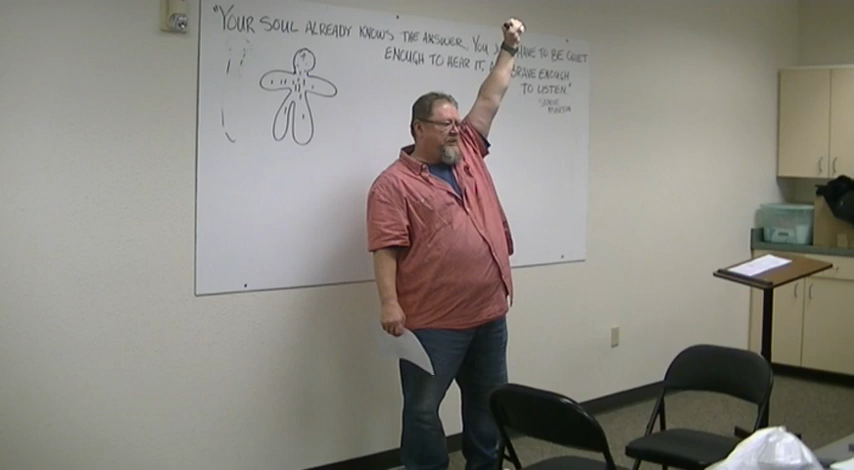 "YOUR SOUL ALREADY KNOWS THE ANSWER. YOU HAVE TO BE QUIET
ENOUGH TO HEAR IT, BRAVE ENOUGH
TO LISTEN."